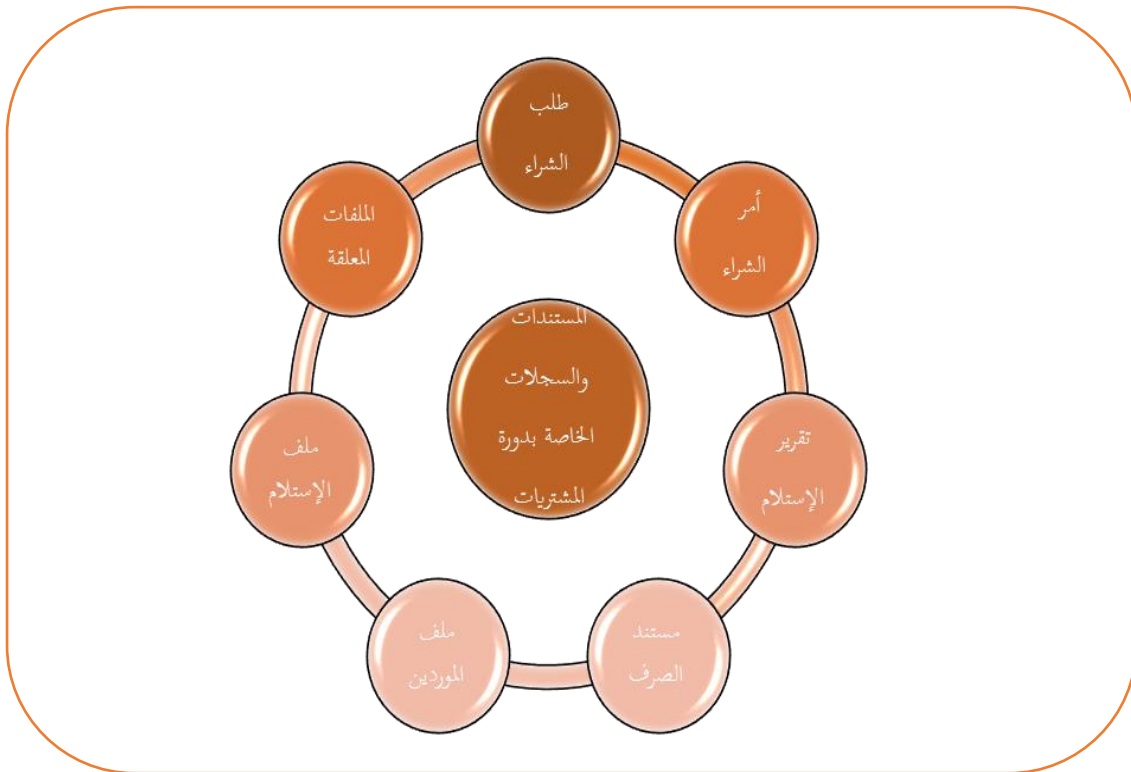 طلب
الشراء
أمر
الشراء
تقرير
الإستلام
مستند
الصرف
ملف
الموردين
ملف
الإستلام
الملفات
المعلقة
المستندات
والسجلات
الخاصة بدورة
المشتريات